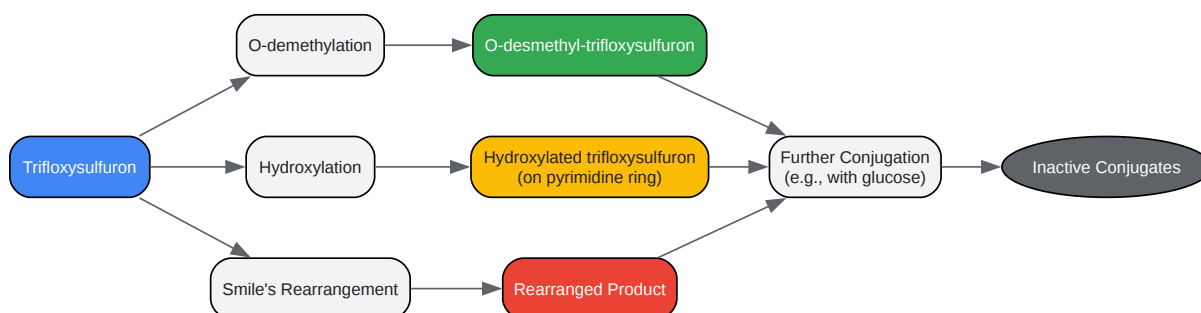 O-demethylation
O-desmethyl-trifloxysulfuron
Trifloxysulfuron
Hydroxylation
Hydroxylated trifloxysulfuron
(on pyrimidine ring)
Further Conjugation
(e.g., with glucose)
Inactive Conjugates
Smile's Rearrangement
Rearranged Product